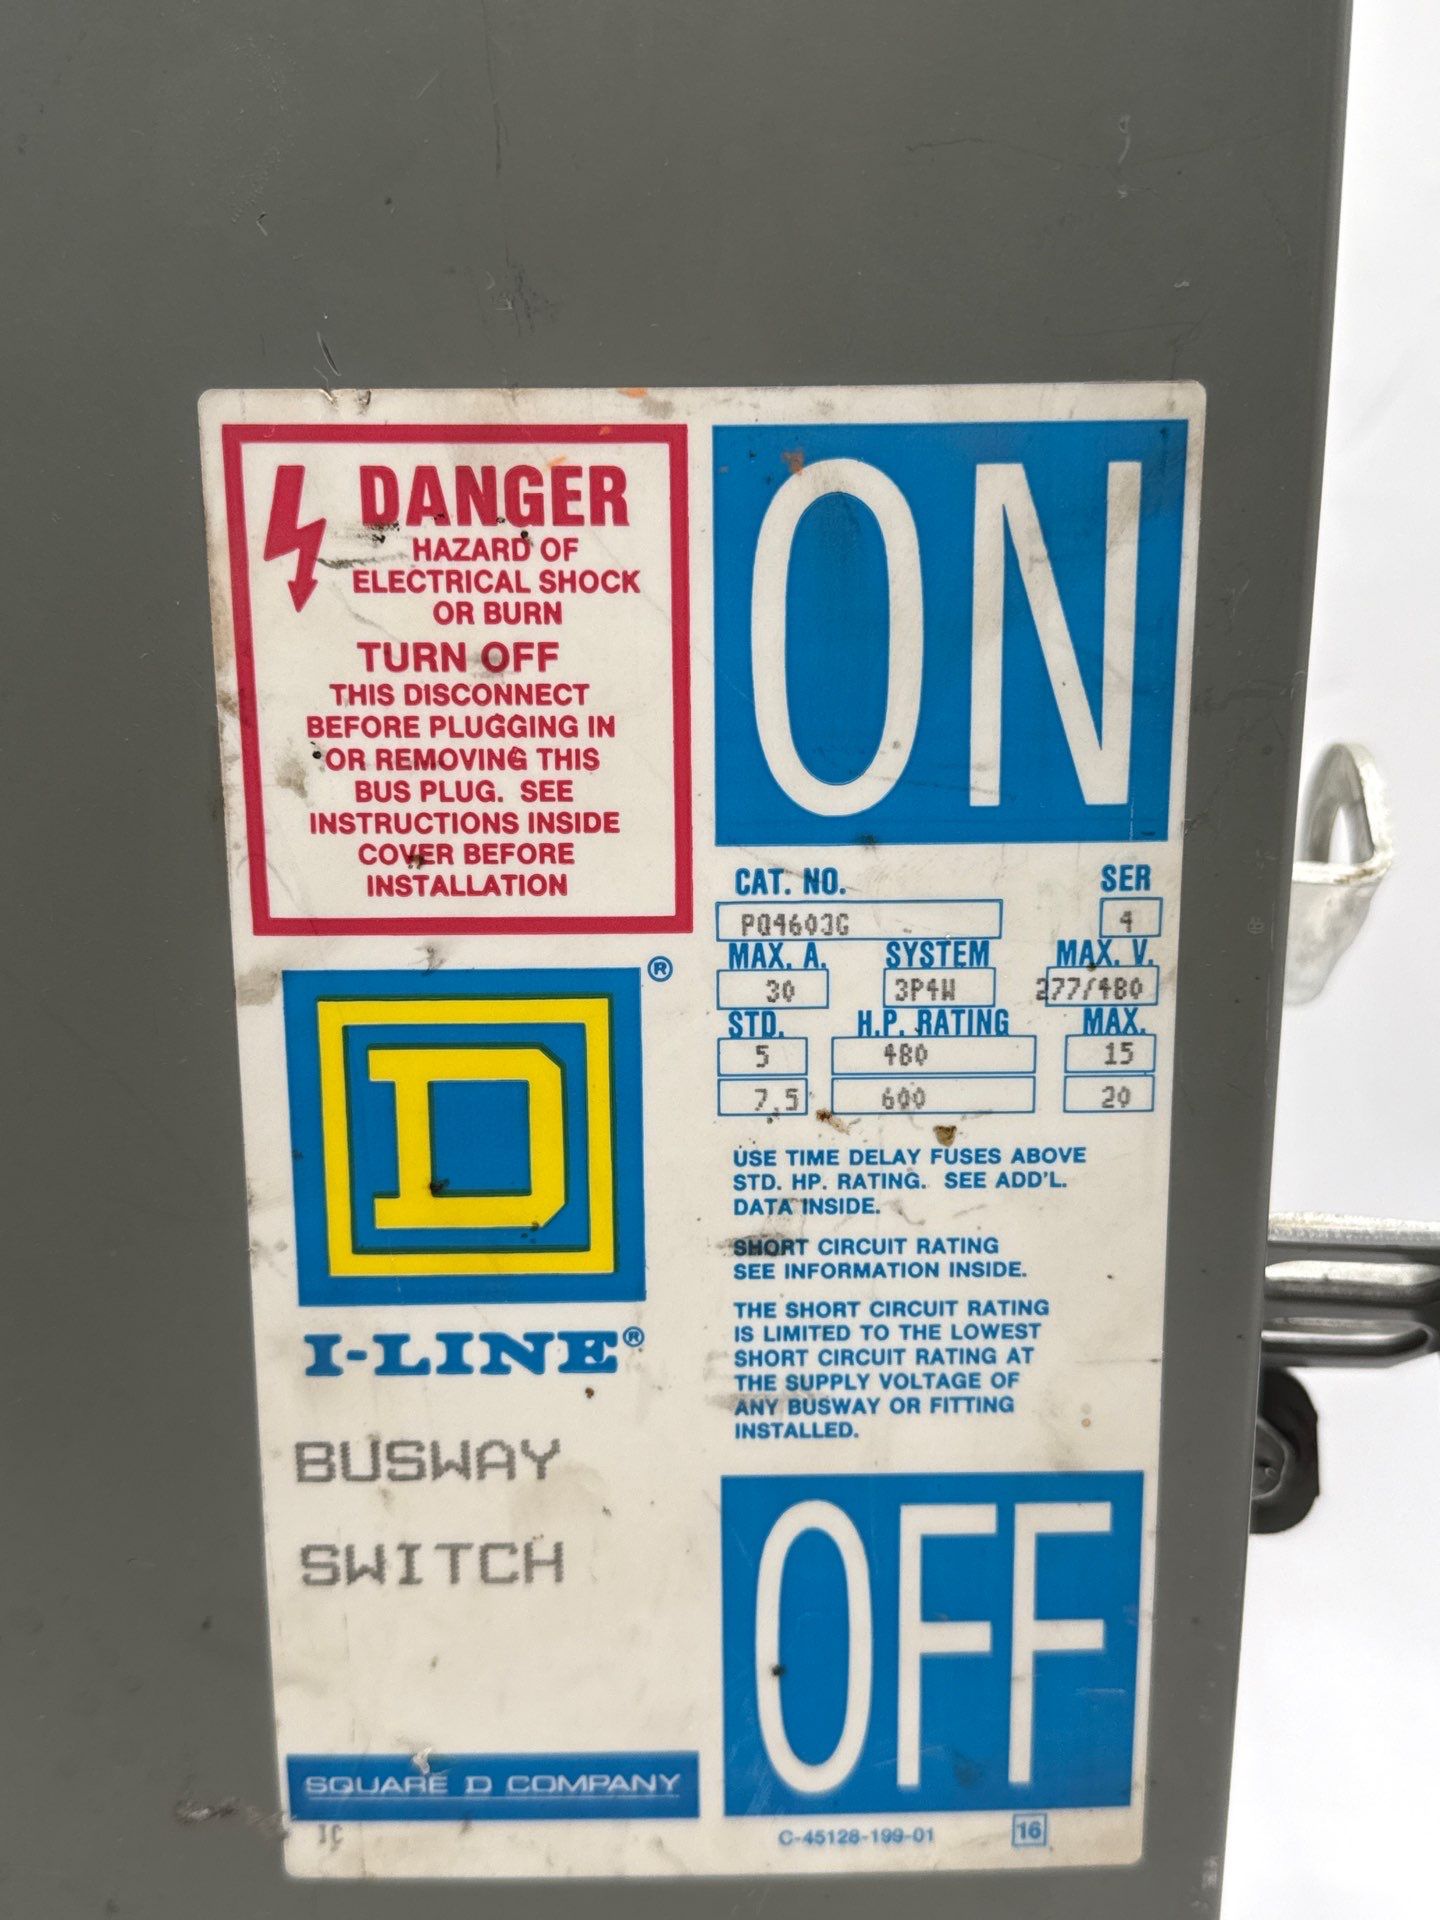 DANGER
HAZARD OF
ELECTRICAL SHOCK
OR BURN
TURN OFF
THIS DISCONNECT
BEFORE PLUGGING IN
OR REMOVING THIS
BUS PLUG. SEE
INSTRUCTIONS INSIDE
COVER BEFORE
INSTALLATION
D ®
I-LINE®
BUSWAY
SWITCH
SQUARE D COMPANY
1C
ON
CAT. NO. SER
PQ4603G 4
MAX. A. SYSTEM MAX. V.
30 3P4W 277/480
STD. H.P. RATING MAX.
5 480 15
7.5 600 20
USE TIME DELAY FUSES ABOVE
STD. HP. RATING. SEE ADD'L.
DATA INSIDE.
SHORT CIRCUIT RATING
SEE INFORMATION INSIDE.
THE SHORT CIRCUIT RATING
IS LIMITED TO THE LOWEST
SHORT CIRCUIT RATING AT
THE SUPPLY VOLTAGE OF
ANY BUSWAY OR FITTING
INSTALLED.
OFF
C-45128-199-01 16